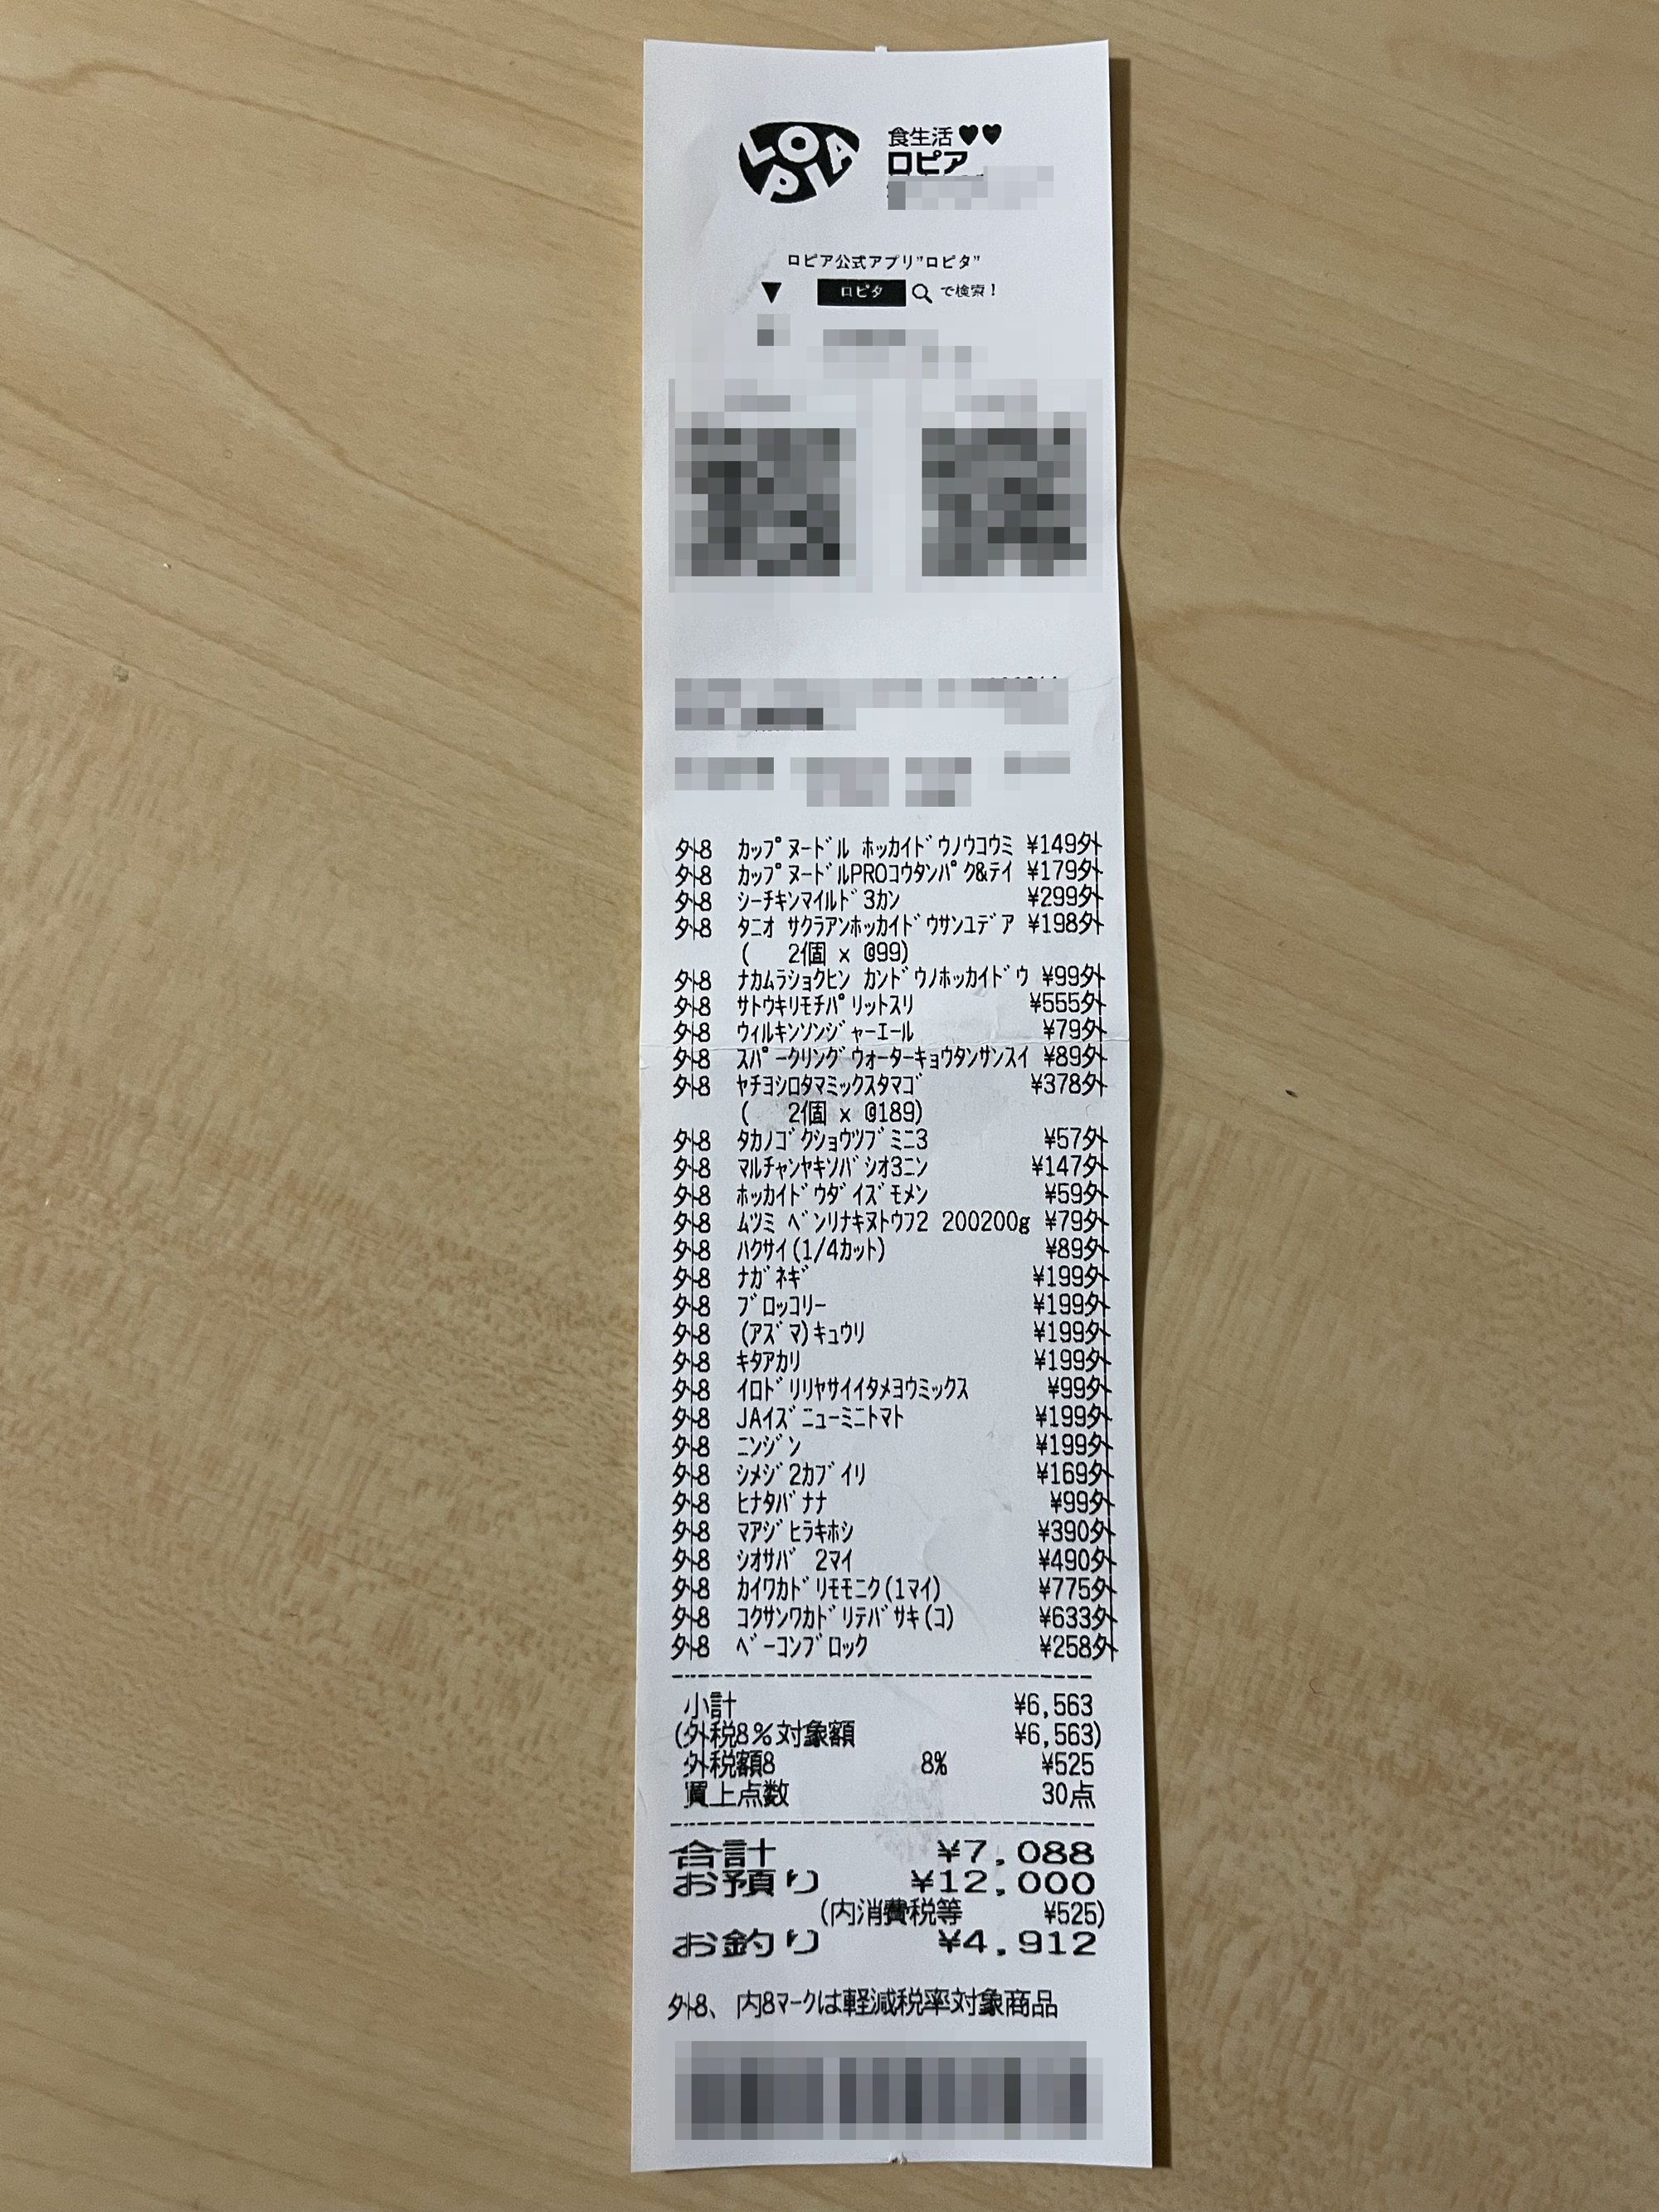 LOPIA
食生活♥♥
ロピア
ロピア公式アプリ"ロピタ"
▼ ロピタ で検索！
外8 カップヌードル ホッカイドウノウコウミ ¥149外
外8 カップヌードルPROコウタンパク&テイ ¥179外
外8 シーチキンマイルド3カン ¥299外
外8 タニオ サクラアンホッカイドウサンユデア ¥198外
( 2個 × @99)
外8 ナカムラショクヒン カンドウノホッカイドウ ¥99外
外8 サトウキリモチパリットスリ ¥555外
外8 ウィルキンソンジャーエール ¥79外
外8 スパークリングウォーターキョウタンサンスイ ¥89外
外8 ヤチヨシロタマミックスタマゴ ¥378外
( 2個 × @189)
外8 タカノゴクショウツブミニ3 ¥57外
外8 マルチャンヤキソバシオ3ニン ¥147外
外8 ホッカイドウダイズモメン ¥59外
外8 ムツミ ベンリナキヌトウフ2 200200g ¥79外
外8 ハクサイ(1/4カット) ¥89外
外8 ナガネギ ¥199外
外8 ブロッコリー ¥199外
外8 (アズマ)キュウリ ¥199外
外8 キタアカリ ¥199外
外8 イロドリリヤサイイタメヨウミックス ¥99外
外8 JAイズニューミニトマト ¥199外
外8 ニンジン ¥199外
外8 シメジ2カブイリ ¥169外
外8 ヒナタバナナ ¥99外
外8 マアジヒラキホシ ¥390外
外8 シオサバ 2マイ ¥490外
外8 カイワカドリモモニク(1マイ) ¥775外
外8 コクサンワカドリテバサキ(コ) ¥633外
外8 ベーコンブロック ¥258外
小計 ¥6,563
(外税8%対象額 ¥6,563)
外税額8 8% ¥525
買上点数 30点
合計 ¥7,088
お預り ¥12,000
(内消費税等 ¥525)
お釣り ¥4,912
外8、内8マークは軽減税率対象商品